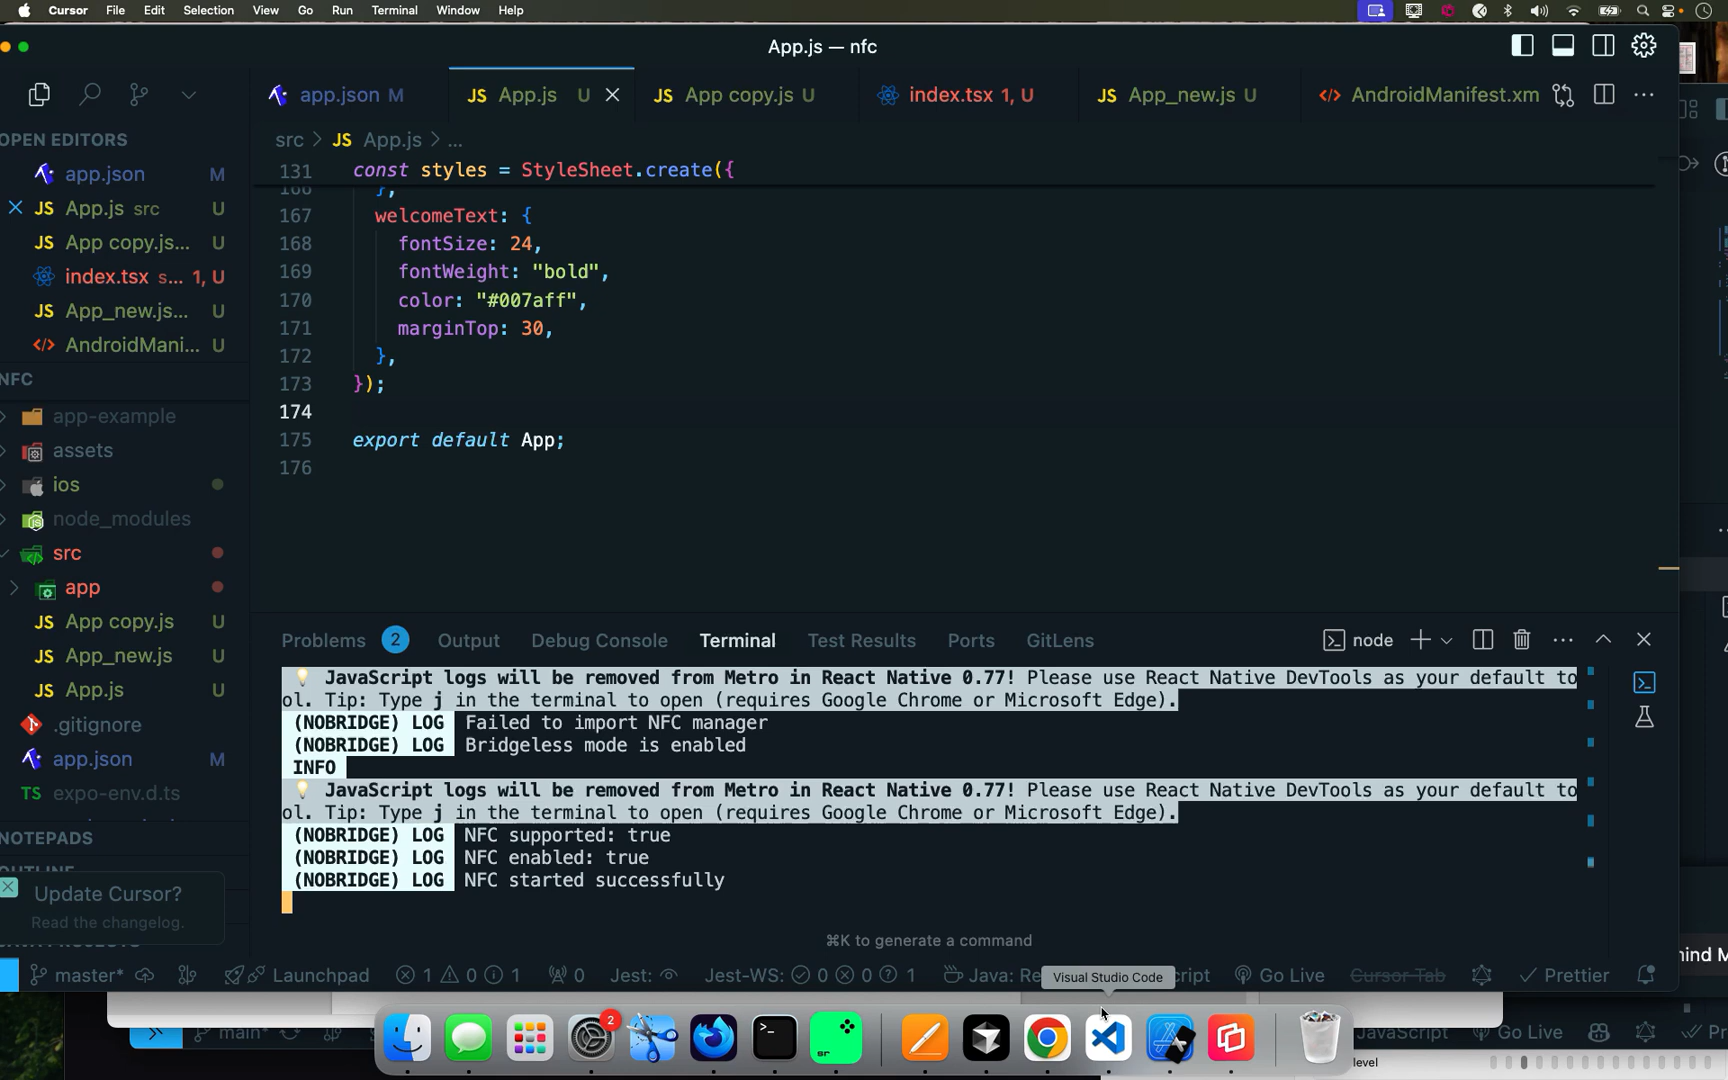 Cursor File Edit Selection View Go Run Terminal Window Help
App.js — nfc
app.json M
JS App.js U
JS App copy.js U
index.tsx 1, U
JS App_new.js U
AndroidManifest.xm
src > JS App.js > ...
OPEN EDITORS
app.json M
JS App.js src U
JS App copy.js... U
index.tsx s... 1, U
JS App_new.js... U
AndroidMani... U
NFC
app-example
assets
ios
node_modules
src
app
JS App copy.js U
JS App_new.js U
JS App.js U
.gitignore
app.json M
TS expo-env.d.ts
NOTEPADS
Update Cursor?
Read the changelog.
131 const styles = StyleSheet.create({
166 },
167 welcomeText: {
168 fontSize: 24,
169 fontWeight: "bold",
170 color: "#007aff",
171 marginTop: 30,
172 },
173 });
174
175 export default App;
176
Problems 2 Output Debug Console Terminal Test Results Ports GitLens
node
💡 JavaScript logs will be removed from Metro in React Native 0.77! Please use React Native DevTools as your default to
ol. Tip: Type j in the terminal to open (requires Google Chrome or Microsoft Edge).
(NOBRIDGE) LOG Failed to import NFC manager
(NOBRIDGE) LOG Bridgeless mode is enabled
INFO
💡 JavaScript logs will be removed from Metro in React Native 0.77! Please use React Native DevTools as your default to
ol. Tip: Type j in the terminal to open (requires Google Chrome or Microsoft Edge).
(NOBRIDGE) LOG NFC supported: true
(NOBRIDGE) LOG NFC enabled: true
(NOBRIDGE) LOG NFC started successfully
⌘K to generate a command
mind M
master* Launchpad 1 0 1 0 Jest: Jest-WS: 0 0 1 Java: Re script Go Live Cursor Tab Prettier
Visual Studio Code
main* JavaScript Go Live
2
sr
level